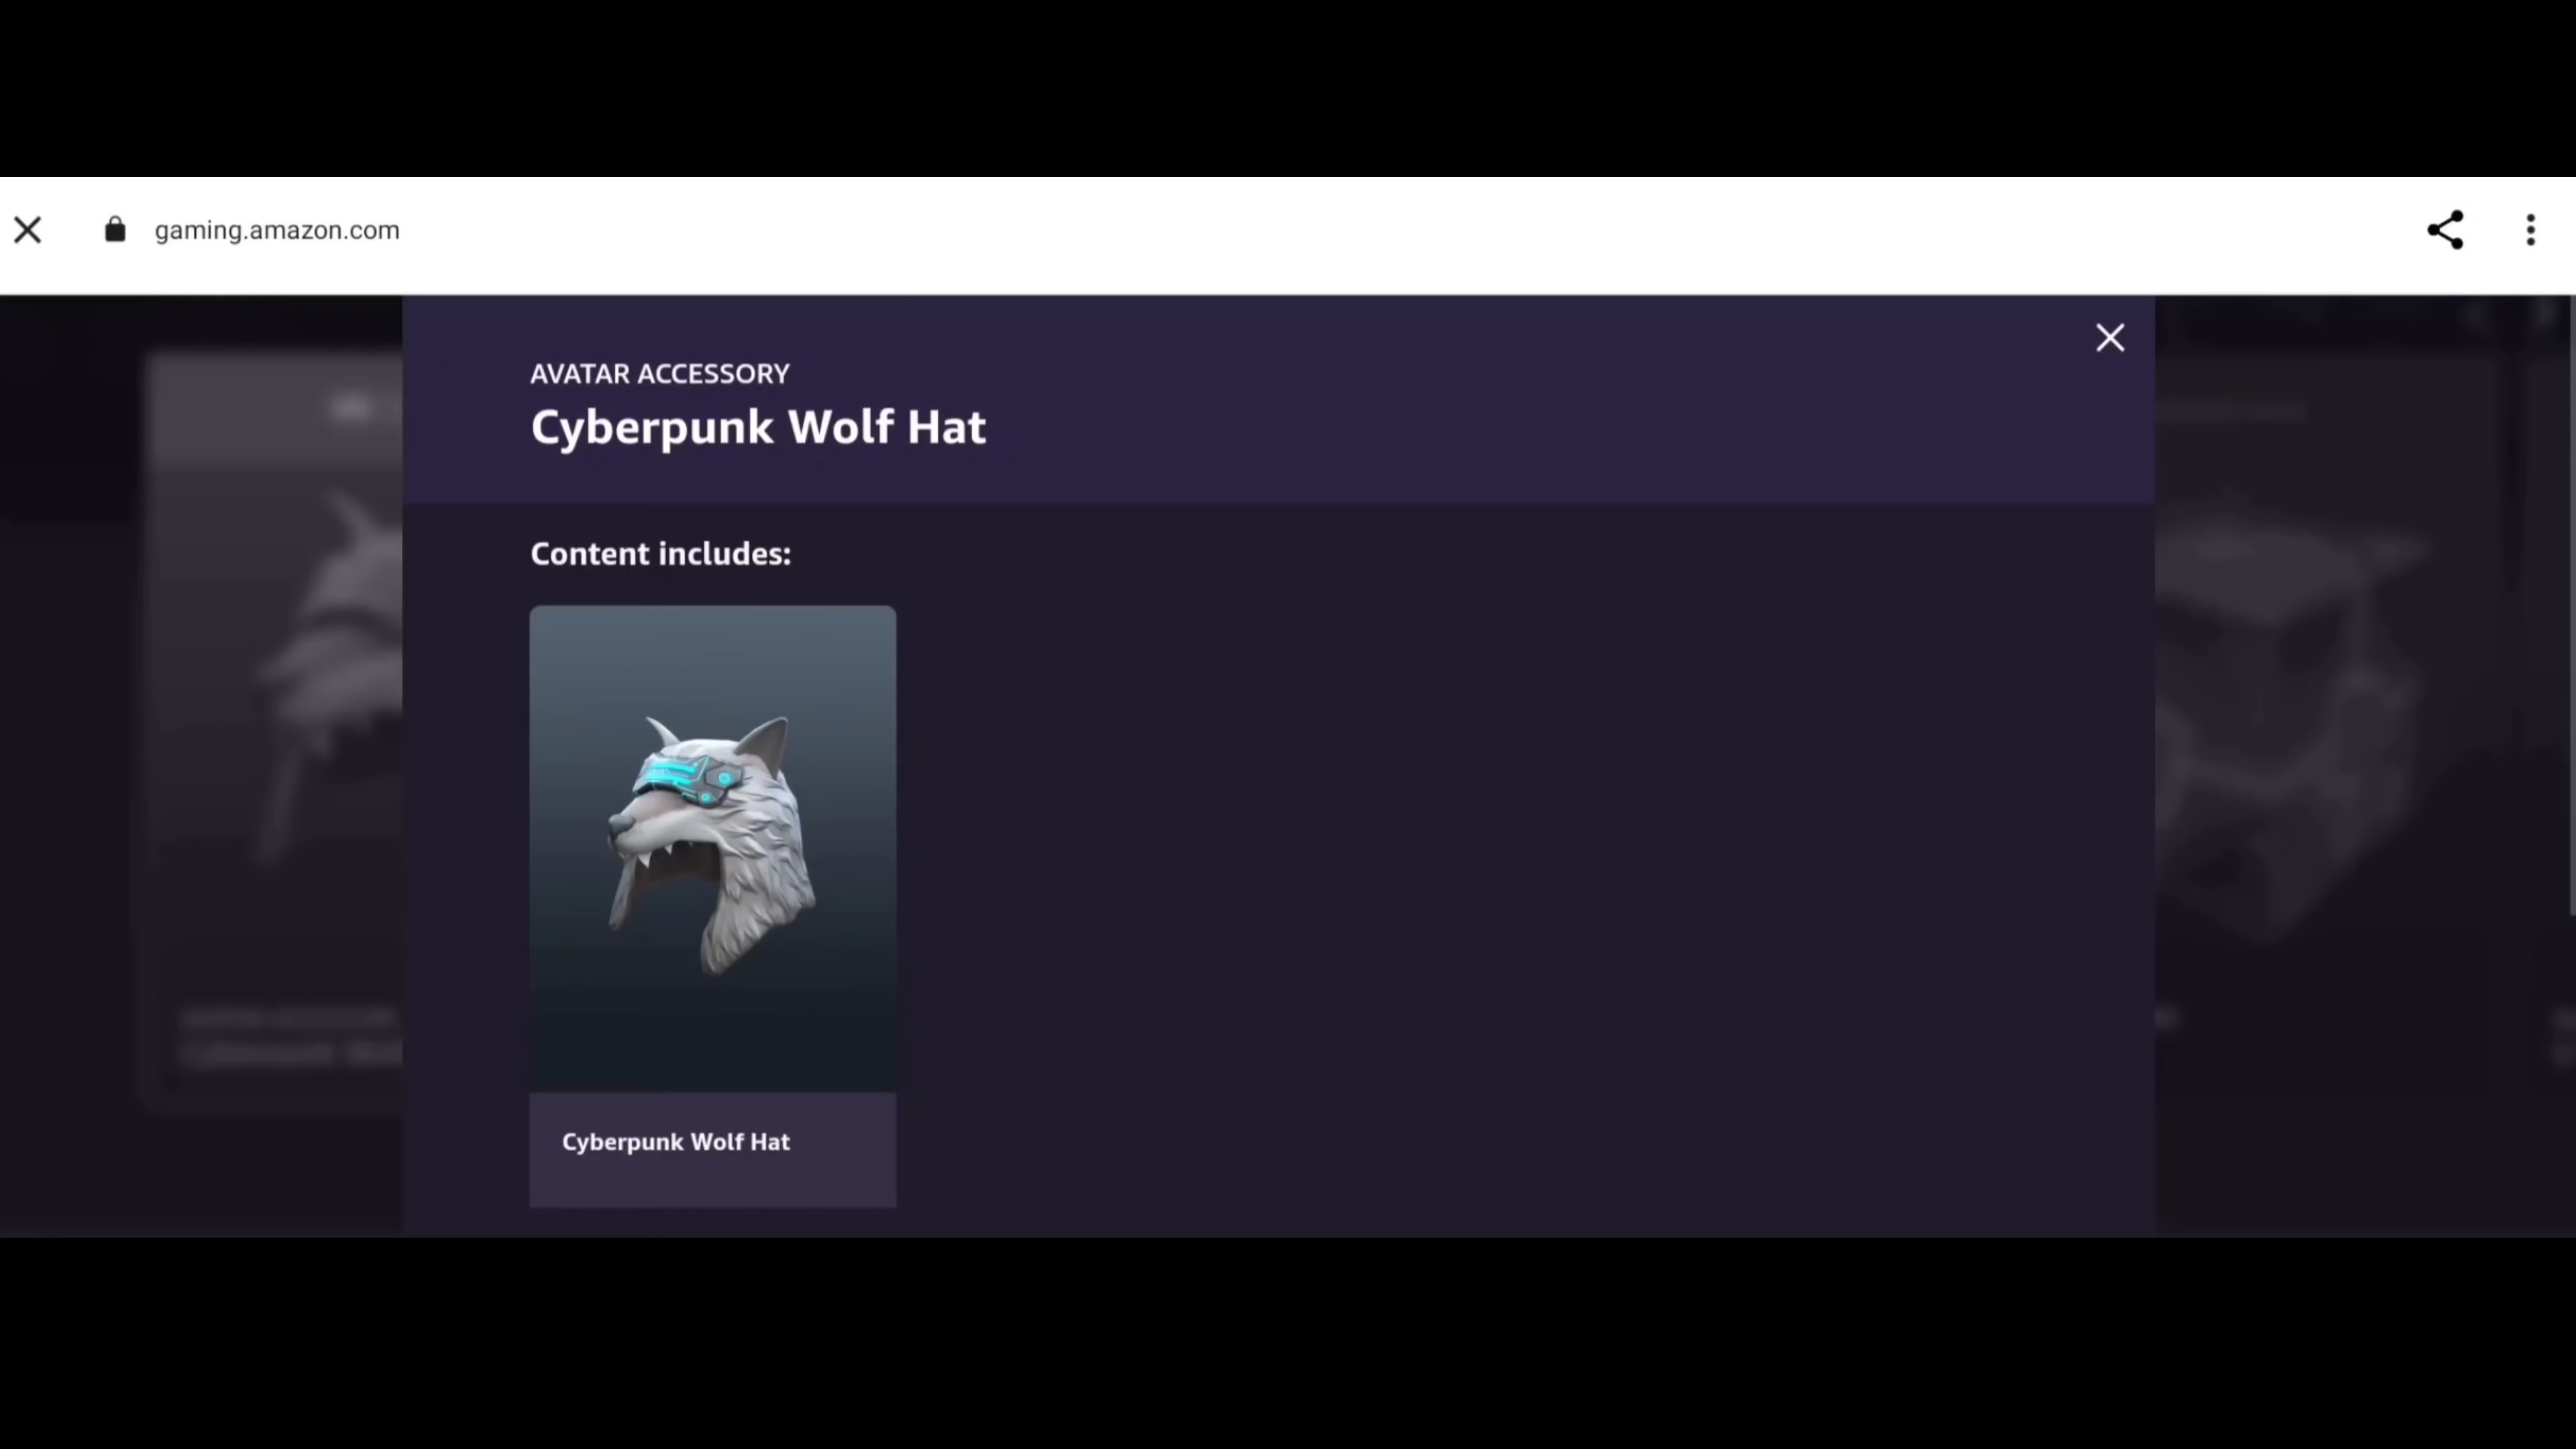 gaming.amazon.com
AVATAR ACCESSORY
Cyberpunk Wolf Hat
Content includes:
Cyberpunk Wolf Hat